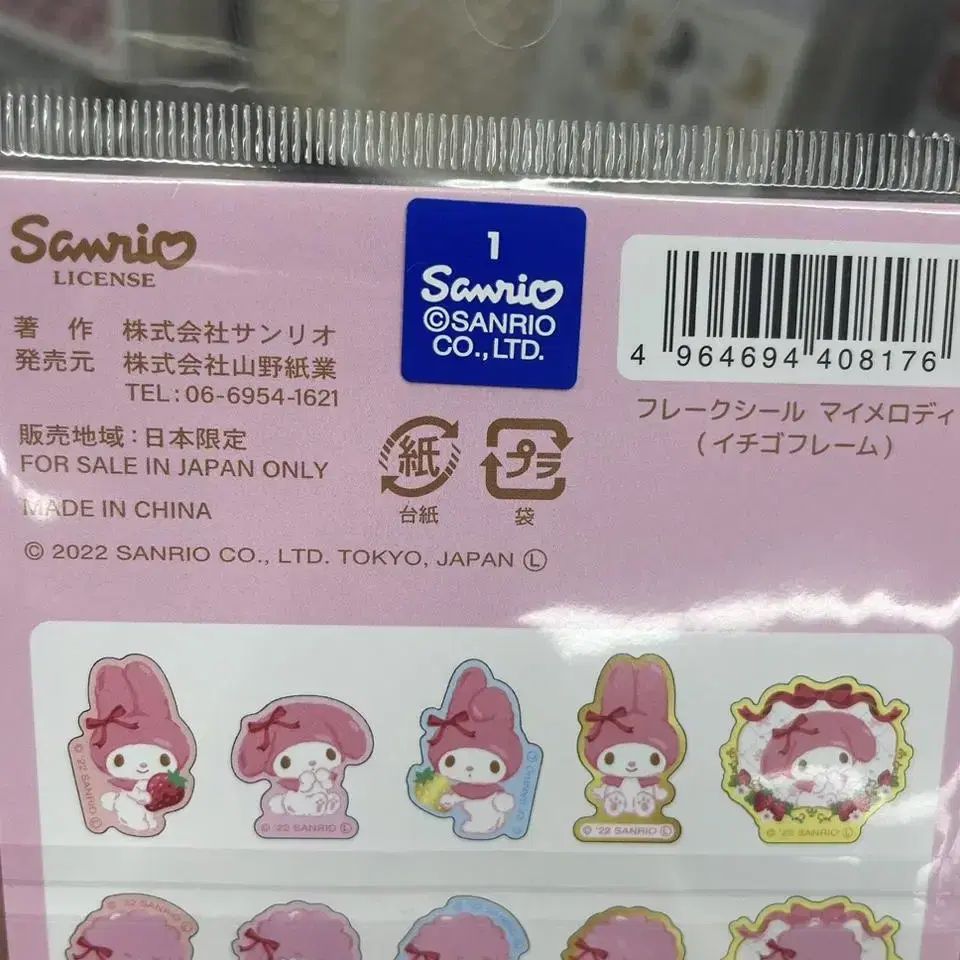 Sanrio
LICENSE
著 作 株式会社サンリオ
発売元 株式会社山野紙業
TEL:06-6954-1621
販売地域:日本限定
FOR SALE IN JAPAN ONLY
MADE IN CHINA
© 2022 SANRIO CO., LTD. TOKYO, JAPAN Ⓛ
1
Sanrio
©SANRIO
CO.,LTD.
紙
台紙
プラ
袋
4 964694 408176
フレークシール マイメロディ
(イチゴフレーム)
© '22 SANRIO Ⓛ
© '22 SANRIO Ⓛ
© '22 SANRIO Ⓛ
© '22 SANRIO Ⓛ